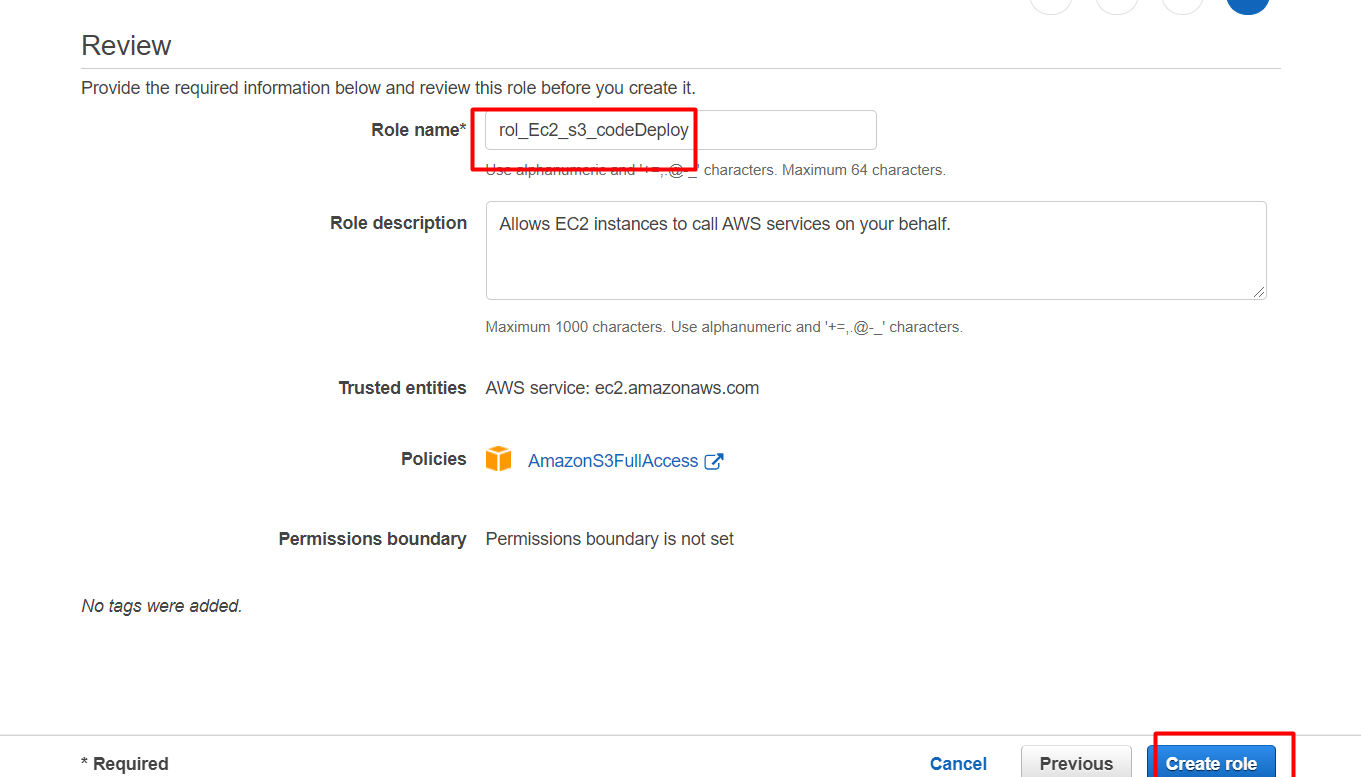 Review
Provide the required information below and review this role before you create it.
Role name* rol_Ec2_s3_codeDeploy
Use alphanumeric and '+=,.@-_' characters. Maximum 64 characters.
Role description Allows EC2 instances to call AWS services on your behalf.
Maximum 1000 characters. Use alphanumeric and '+=,.@-_' characters.
Trusted entities AWS service: ec2.amazonaws.com
Policies AmazonS3FullAccess
Permissions boundary Permissions boundary is not set
No tags were added.
* Required Cancel Previous Create role